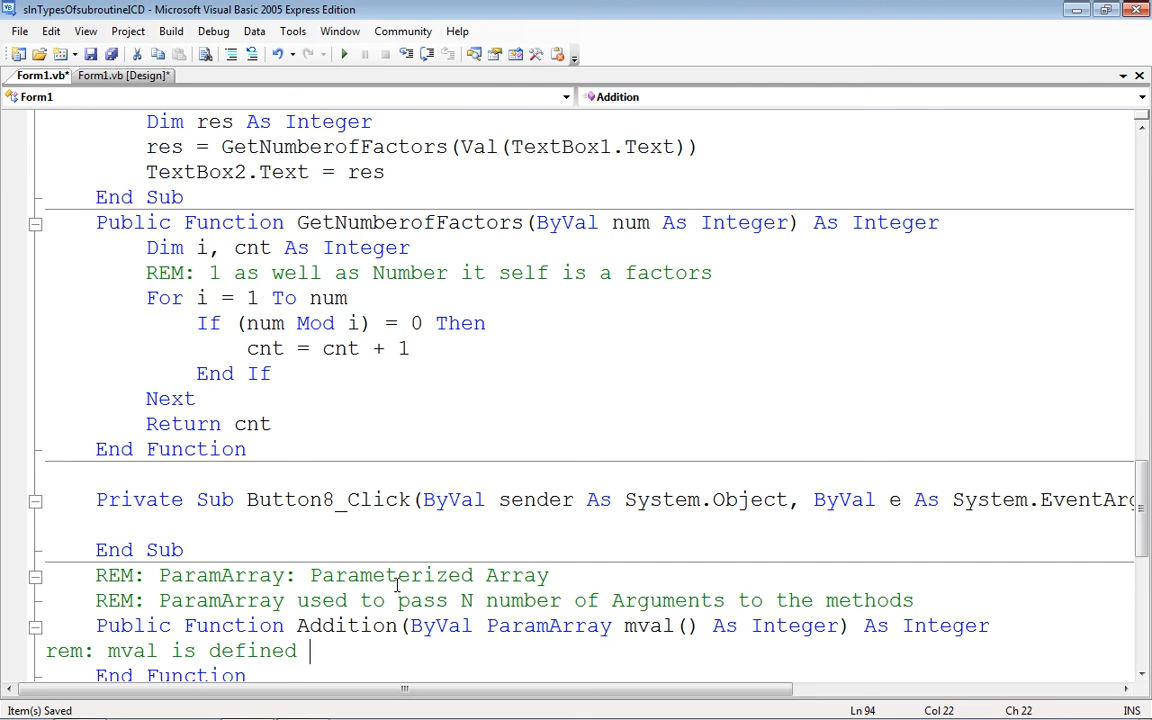 sInTypesOfsubroutineICD - Microsoft Visual Basic 2005 Express Edition
File Edit View Project Build Debug Data Tools Window Community Help
Form1.vb* Form1.vb [Design]*
Form1 Addition
Dim res As Integer
res = GetNumberofFactors(Val(TextBox1.Text))
TextBox2.Text = res
End Sub
Public Function GetNumberofFactors(ByVal num As Integer) As Integer
Dim i, cnt As Integer
REM: 1 as well as Number it self is a factors
For i = 1 To num
If (num Mod i) = 0 Then
cnt = cnt + 1
End If
Next
Return cnt
End Function
Private Sub Button8_Click(ByVal sender As System.Object, ByVal e As System.EventArg
End Sub
REM: ParamArray: Parameterized Array
REM: ParamArray used to pass N number of Arguments to the methods
Public Function Addition(ByVal ParamArray mval() As Integer) As Integer
rem: mval is defined
End Function
Item(s) Saved Ln 94 Col 22 Ch 22 INS